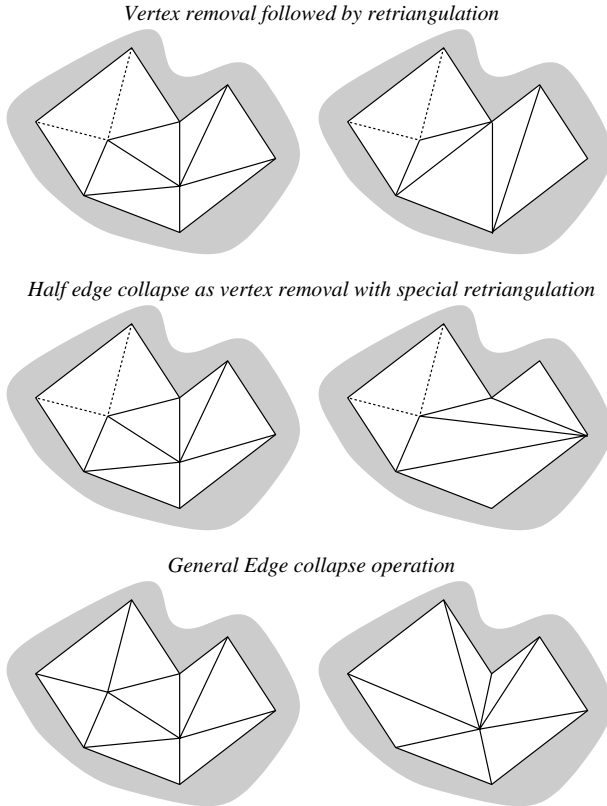 Vertex removal followed by retriangulation
Half edge collapse as vertex removal with special retriangulation
General Edge collapse operation